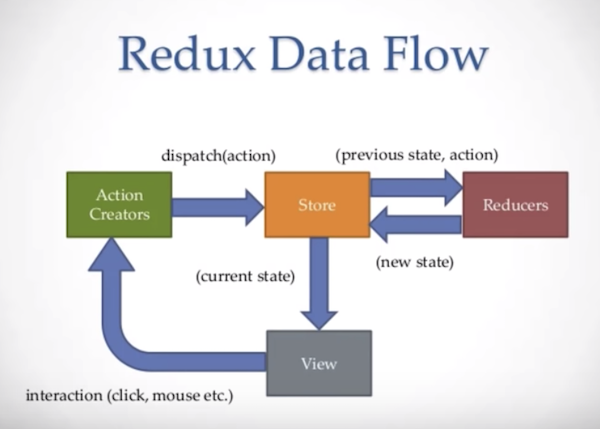 Redux Data Flow
dispatch(action)
(previous state, action)
Action
Creators
Store
Reducers
(current state)
(new state)
View
interaction (click, mouse etc.)